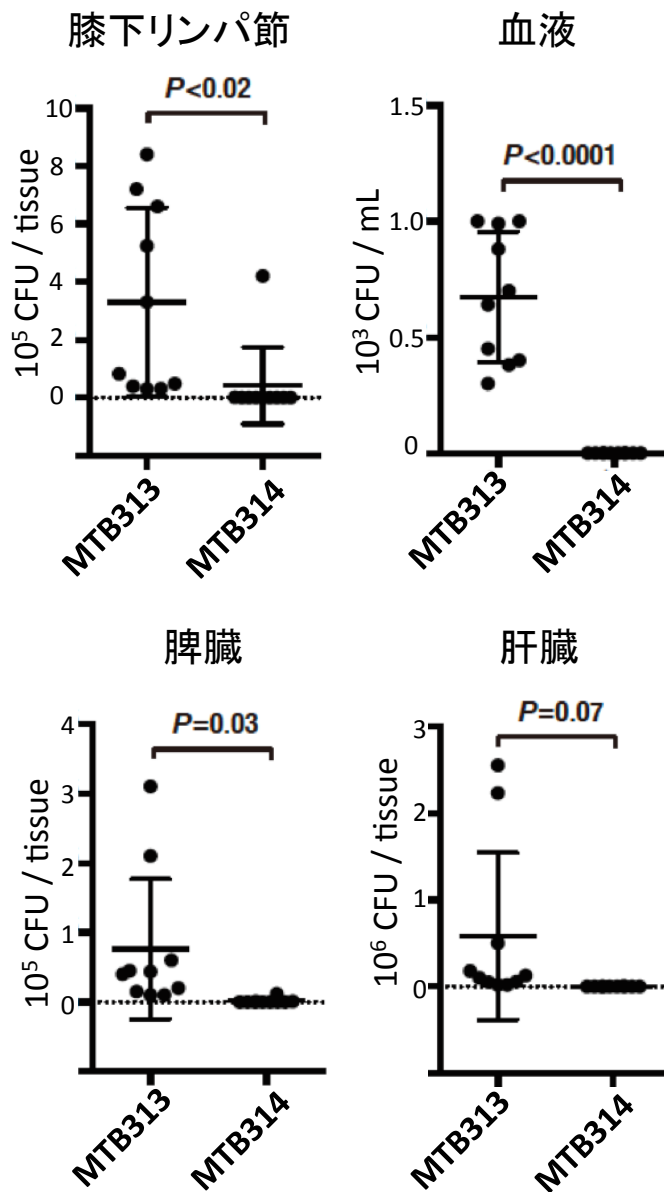 膝下リンパ節
P<0.02
10
8
6
4
2
0
10⁵ CFU / tissue
MTB313
MTB314
血液
P<0.0001
1.5
1.0
0.5
0
10³ CFU / mL
MTB313
MTB314
脾臓
P=0.03
4
3
2
1
0
10⁵ CFU / tissue
MTB313
MTB314
肝臓
P=0.07
3
2
1
0
10⁶ CFU / tissue
MTB313
MTB314